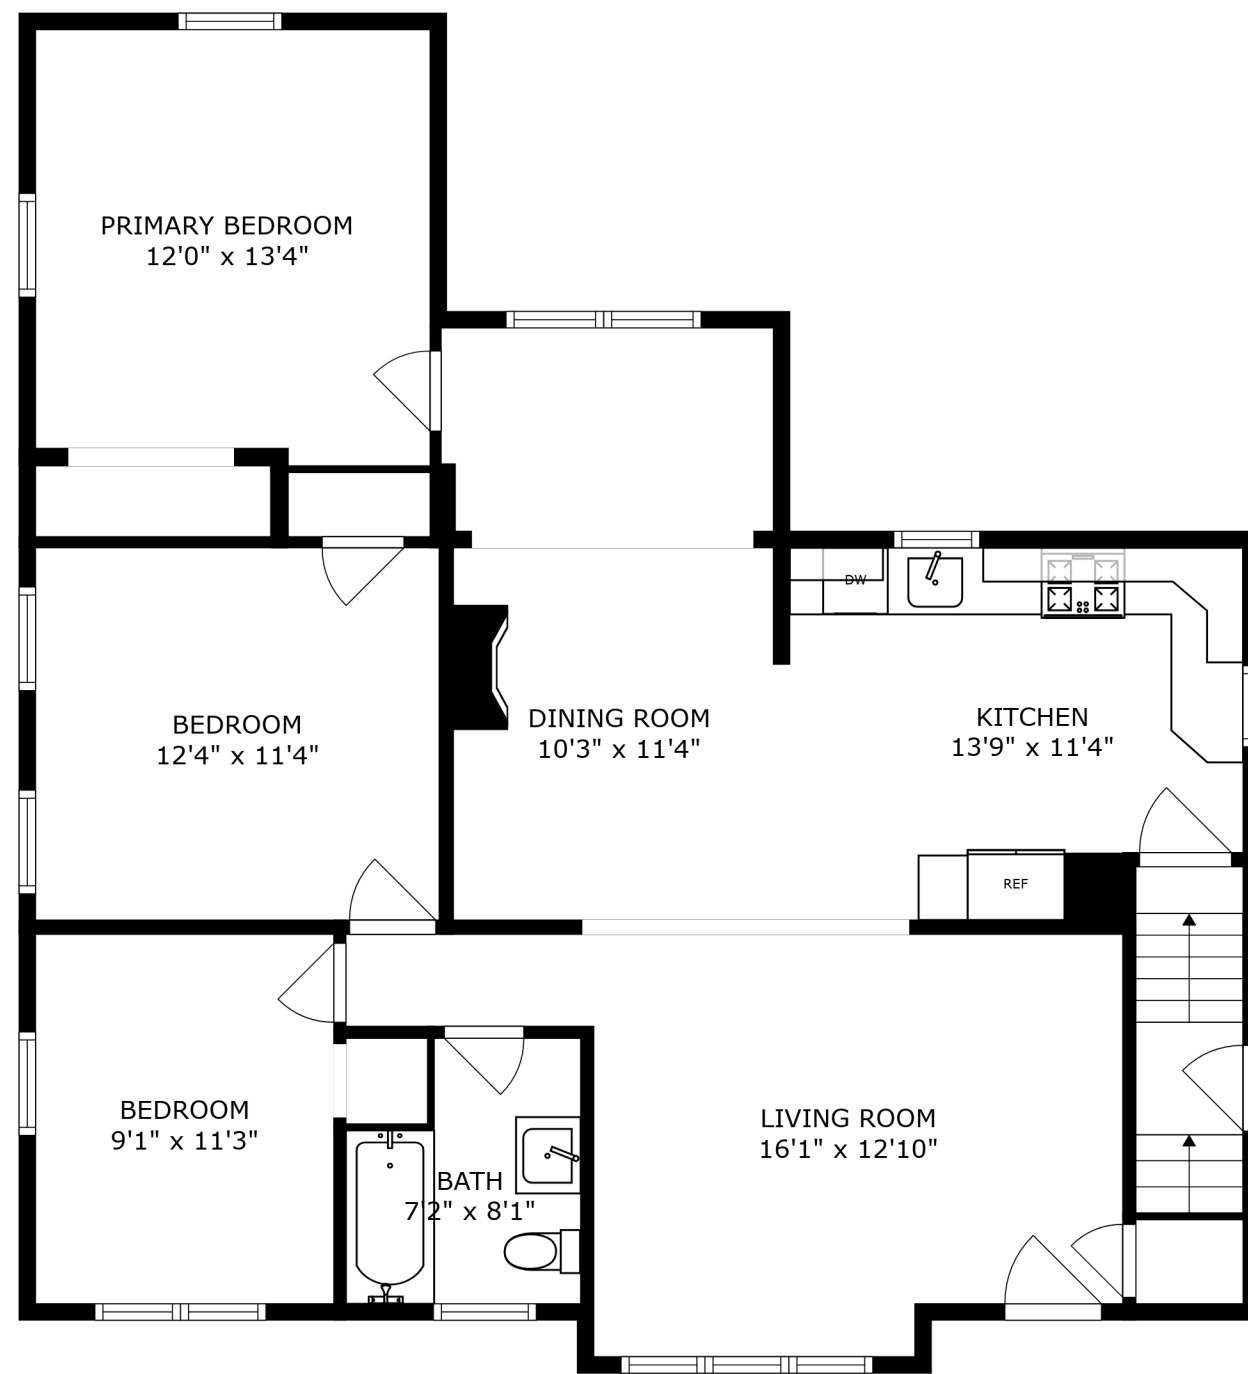 PRIMARY BEDROOM
12'0" x 13'4"
DW
DINING ROOM
10'3" x 11'4"
KITCHEN
13'9" x 11'4"
BEDROOM
12'4" x 11'4"
REF
BEDROOM
9'1" x 11'3"
LIVING ROOM
16'1" x 12'10"
BATH
7'2" x 8'1"